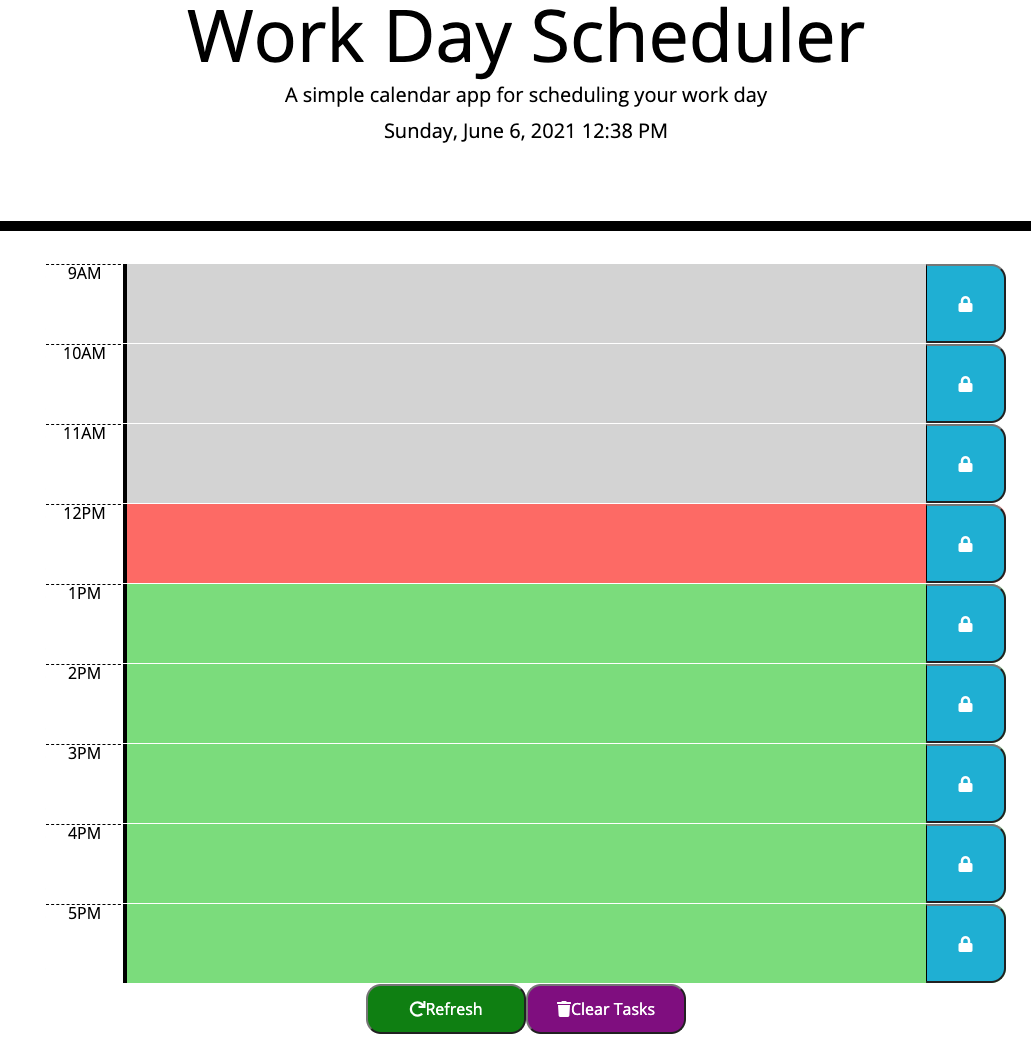 Work Day Scheduler
A simple calendar app for scheduling your work day
Sunday, June 6, 2021 12:38 PM
9AM
10AM
11AM
12PM
1PM
2PM
3PM
4PM
5PM
Refresh Clear Tasks